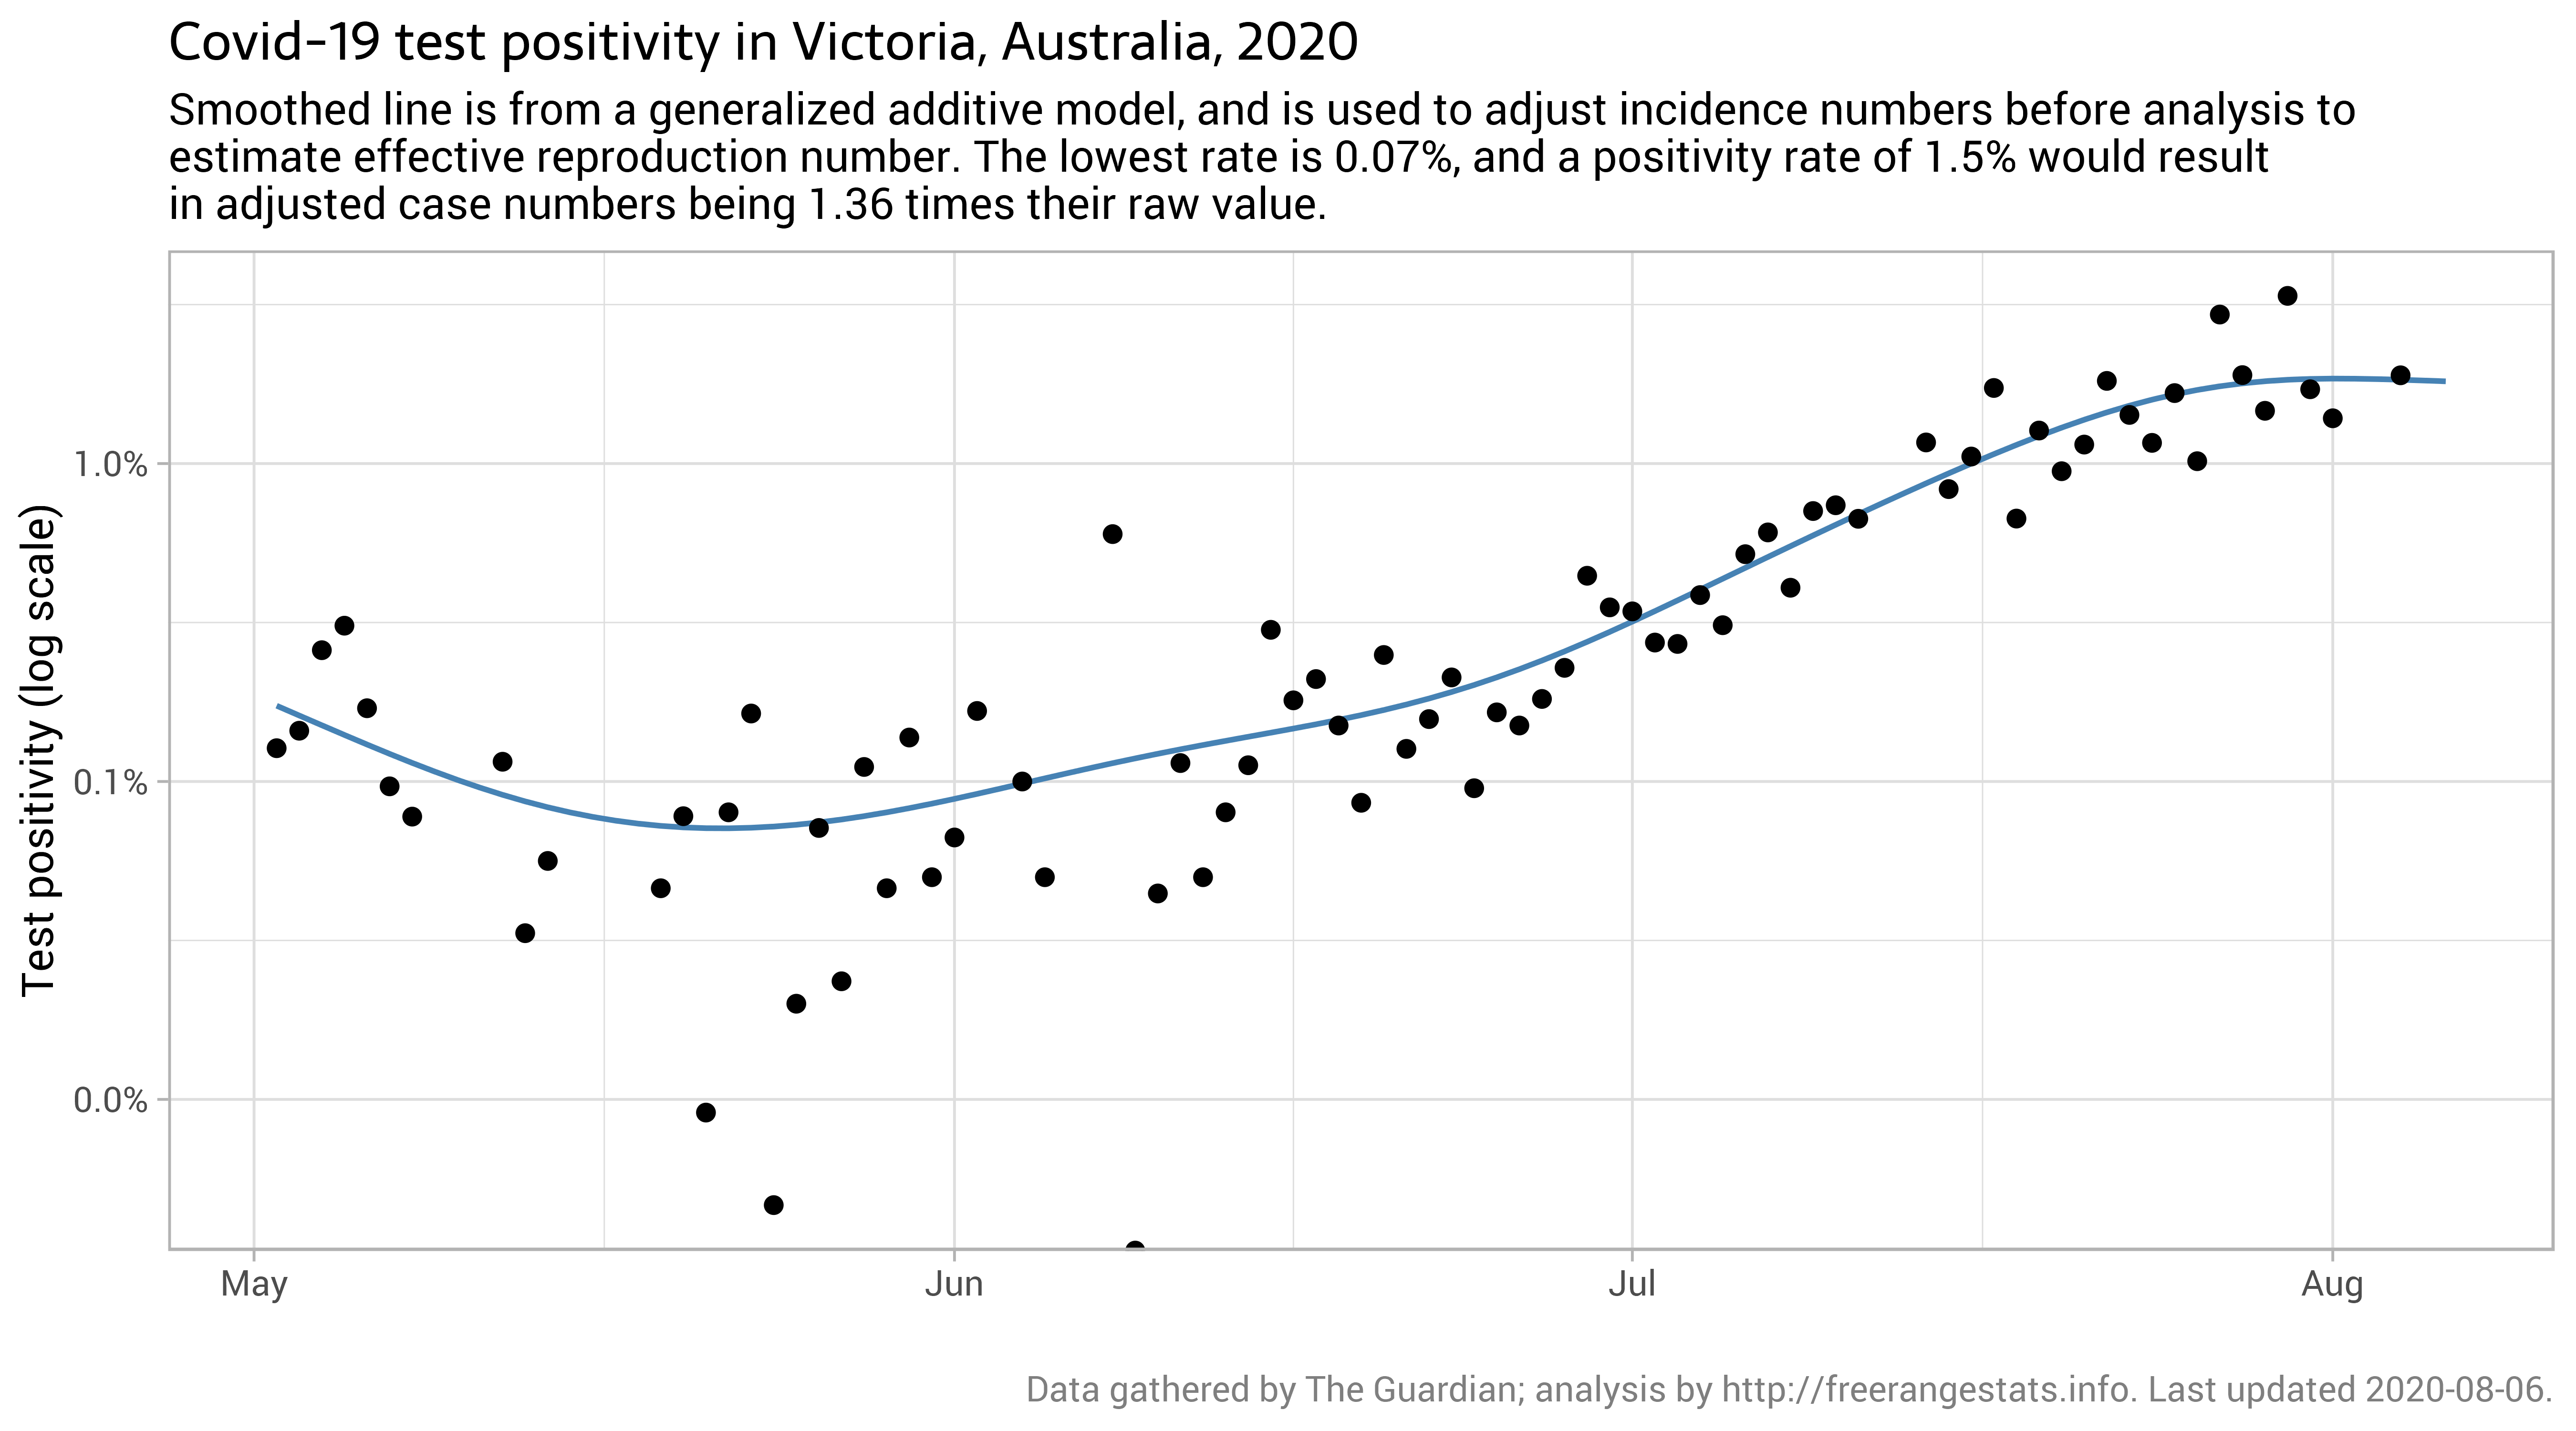 Covid-19 test positivity in Victoria, Australia, 2020
Smoothed line is from a generalized additive model, and is used to adjust incidence numbers before analysis to
estimate effective reproduction number. The lowest rate is 0.07%, and a positivity rate of 1.5% would result
in adjusted case numbers being 1.36 times their raw value.
Test positivity (log scale)
1.0%
0.1%
0.0%
May Jun Jul Aug
Data gathered by The Guardian; analysis by http://freerangestats.info. Last updated 2020-08-06.